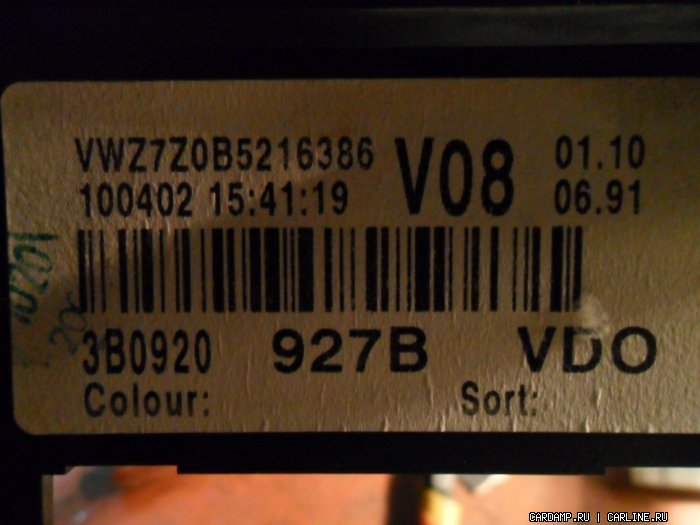 VWZ7Z0B5216386 V08 01.10
100402 15:41:19 06.91
3B0920 927B VDO
Colour: Sort:
CARDAMP.RU | CARLINE.RU